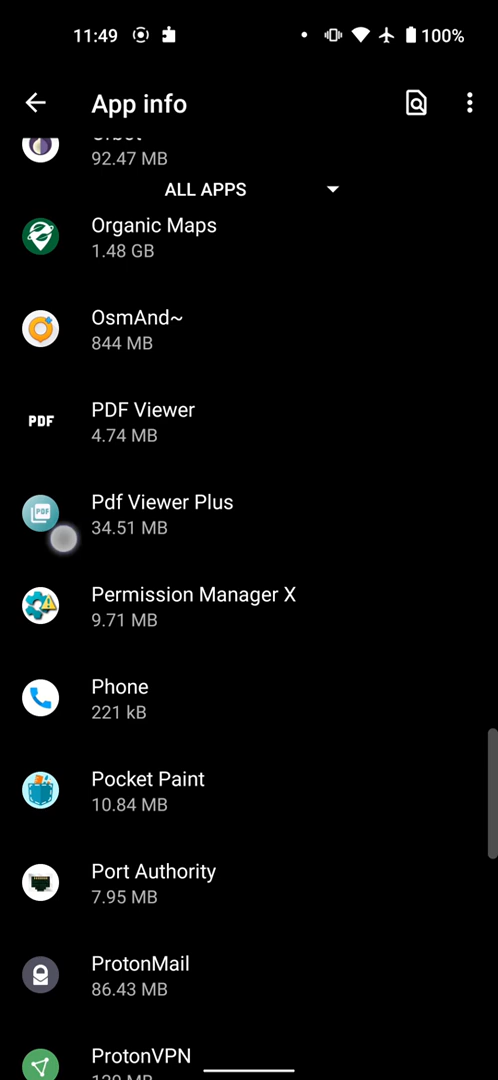 11:49
100%
App info
92.47 MB
ALL APPS
Organic Maps
1.48 GB
OsmAnd~
844 MB
PDF Viewer
PDF
4.74 MB
Pdf Viewer Plus
PDF
34.51 MB
Permission Manager X
9.71 MB
Phone
221 kB
Pocket Paint
10.84 MB
Port Authority
7.95 MB
ProtonMail
86.43 MB
ProtonVPN